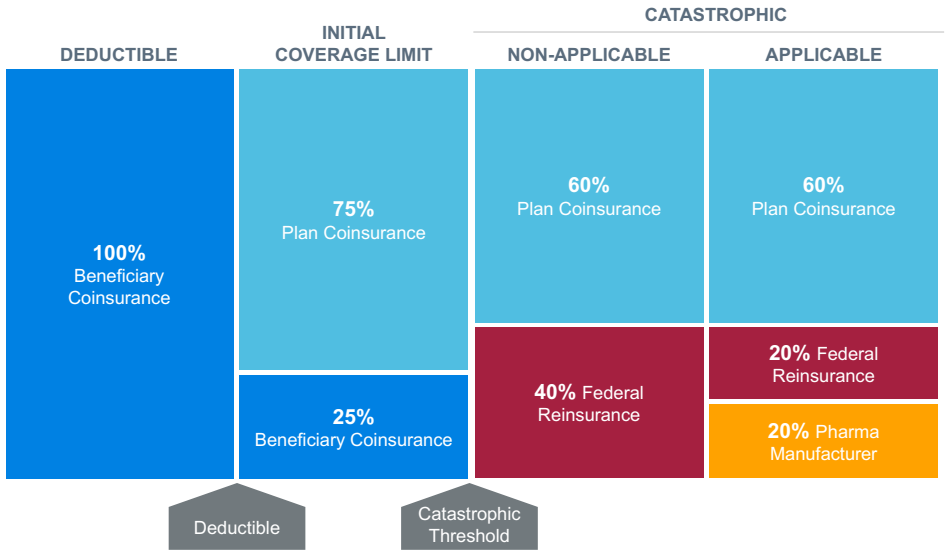 CATASTROPHIC
DEDUCTIBLE
INITIAL
COVERAGE LIMIT
NON-APPLICABLE
APPLICABLE
100%
Beneficiary
Coinsurance
75%
Plan Coinsurance
25%
Beneficiary Coinsurance
60%
Plan Coinsurance
40% Federal
Reinsurance
60%
Plan Coinsurance
20% Federal
Reinsurance
20% Pharma
Manufacturer
Deductible
Catastrophic
Threshold